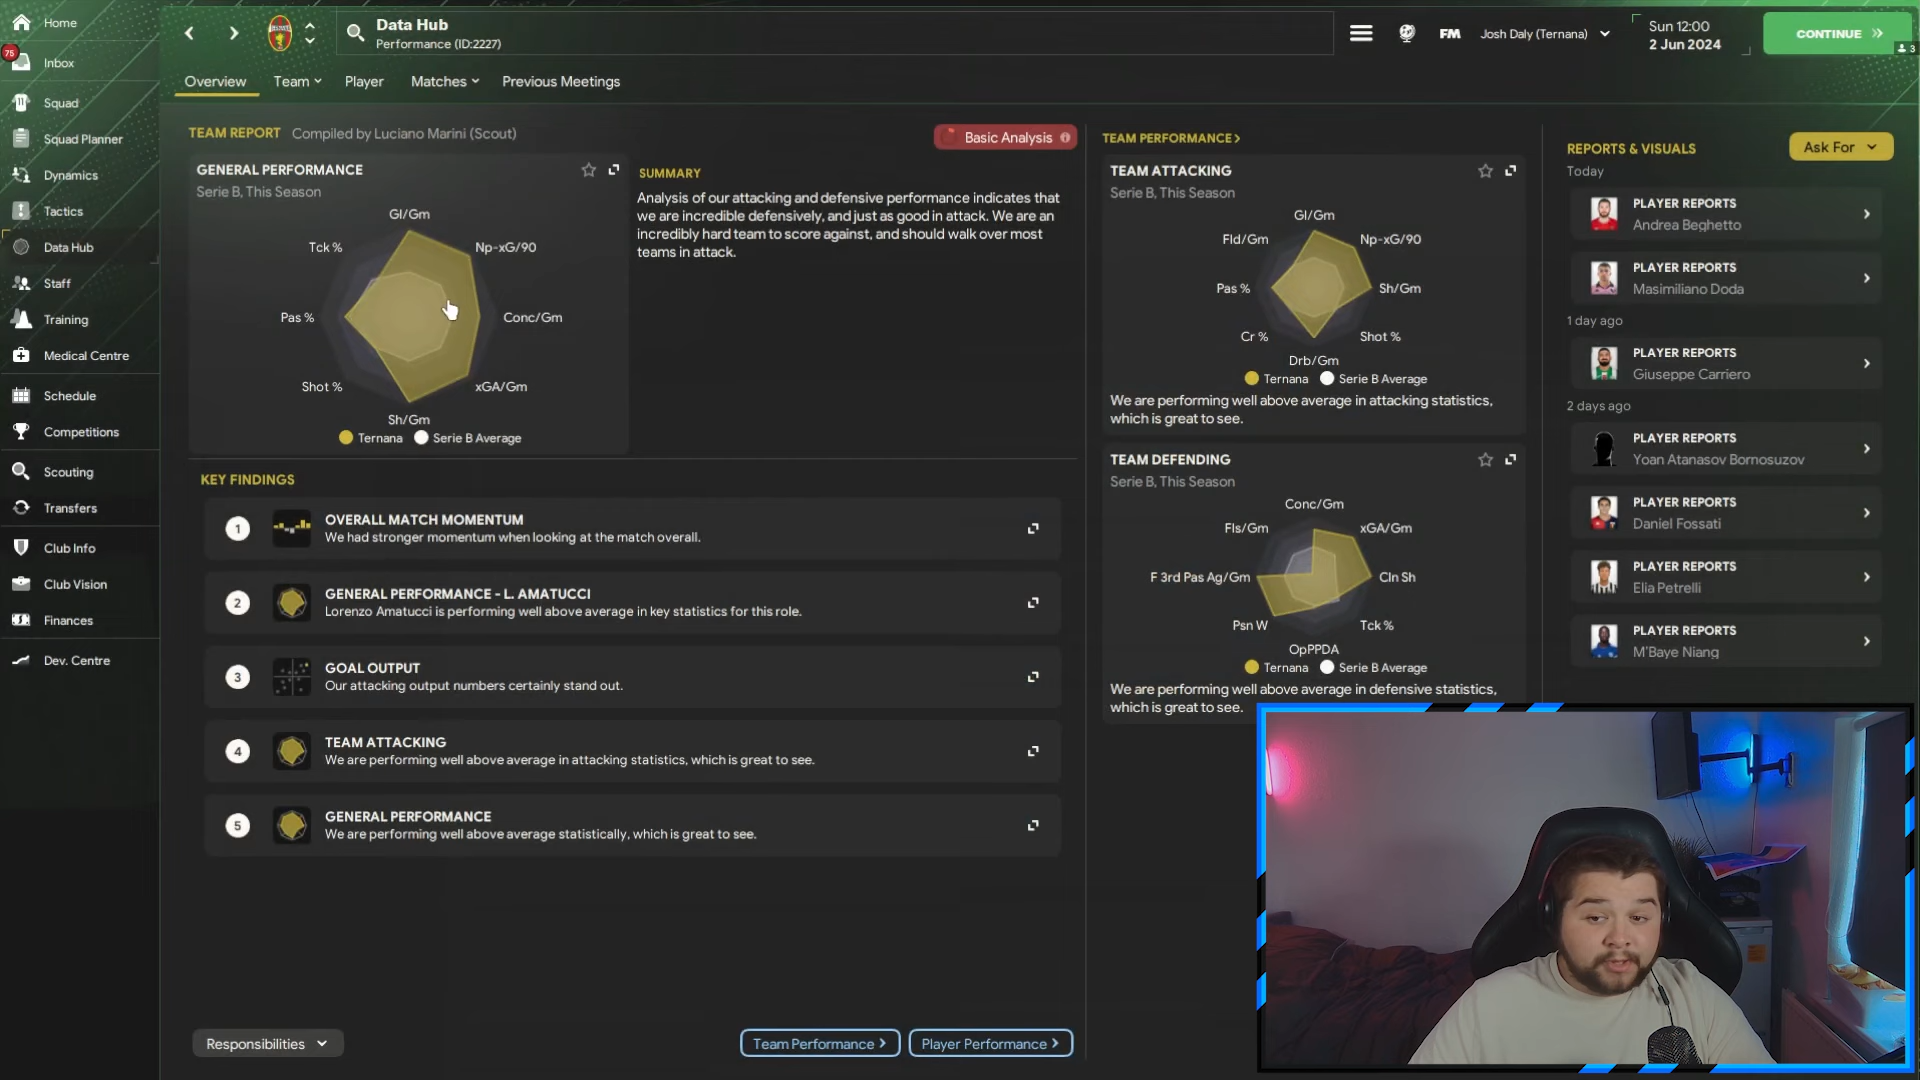 Home
75
Inbox
Squad
Squad Planner
Dynamics
Tactics
Data Hub
Staff
Training
Medical Centre
Schedule
Competitions
Scouting
Transfers
Club Info
Club Vision
Finances
Dev. Centre
Data Hub
Performance (ID:2227)
FM
Josh Daly (Ternana)
Sun 12:00
2 Jun 2024
CONTINUE
3
Overview
Team
Player
Matches
Previous Meetings
TEAM REPORT Compiled by Luciano Marini (Scout)
Basic Analysis
GENERAL PERFORMANCE
Serie B, This Season
Gl/Gm
Tck %
Np-xG/90
Pas %
Conc/Gm
Shot %
xGA/Gm
Sh/Gm
Ternana
Serie B Average
SUMMARY
Analysis of our attacking and defensive performance indicates that
we are incredible defensively, and just as good in attack. We are an
incredibly hard team to score against, and should walk over most
teams in attack.
KEY FINDINGS
1
OVERALL MATCH MOMENTUM
We had stronger momentum when looking at the match overall.
2
GENERAL PERFORMANCE - L. AMATUCCI
Lorenzo Amatucci is performing well above average in key statistics for this role.
3
GOAL OUTPUT
Our attacking output numbers certainly stand out.
4
TEAM ATTACKING
We are performing well above average in attacking statistics, which is great to see.
5
GENERAL PERFORMANCE
We are performing well above average statistically, which is great to see.
Responsibilities
Team Performance >
Player Performance >
TEAM PERFORMANCE >
TEAM ATTACKING
Serie B, This Season
Gl/Gm
Fld/Gm
Np-xG/90
Pas %
Sh/Gm
Cr %
Shot %
Drb/Gm
Ternana
Serie B Average
We are performing well above average in attacking statistics,
which is great to see.
TEAM DEFENDING
Serie B, This Season
Conc/Gm
Fls/Gm
xGA/Gm
F 3rd Pas Ag/Gm
Cln Sh
Psn W
Tck %
OpPPDA
Ternana
Serie B Average
We are performing well above average in defensive statistics,
which is great to see.
REPORTS & VISUALS
Ask For
Today
PLAYER REPORTS
Andrea Beghetto
PLAYER REPORTS
Masimiliano Doda
1 day ago
PLAYER REPORTS
Giuseppe Carriero
2 days ago
PLAYER REPORTS
Yoan Atanasov Bornosuzov
PLAYER REPORTS
Daniel Fossati
PLAYER REPORTS
Elia Petrelli
PLAYER REPORTS
M'Baye Niang